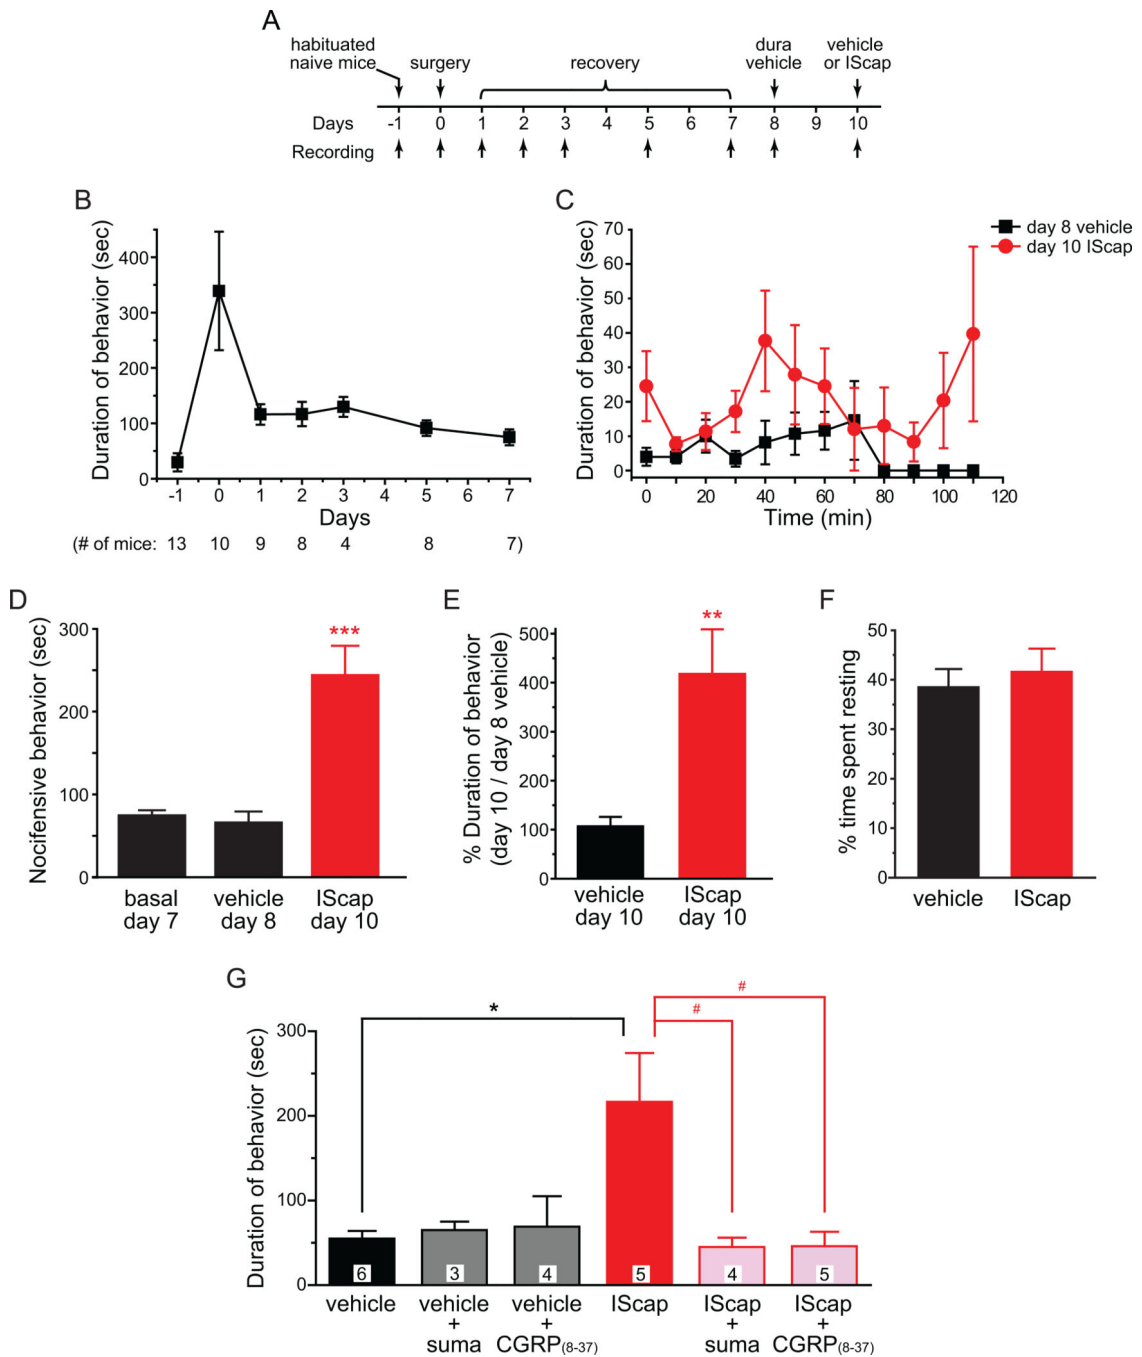 A
habituated
naive mice
surgery
recovery
dura
vehicle
vehicle
or IScap
Days -1 0 1 2 3 4 5 6 7 8 9 10
Recording
B
Duration of behavior (sec)
400
300
200
100
0
-1 0 1 2 3 4 5 6 7
Days
(# of mice: 13 10 9 8 4 8 7)
C
Duration of behavior (sec)
70
60
50
40
30
20
10
0
0 20 40 60 80 100 120
Time (min)
day 8 vehicle
day 10 IScap
D
Nocifensive behavior (sec)
300
200
100
0
***
basal
day 7
vehicle
day 8
IScap
day 10
E
% Duration of behavior
(day 10 / day 8 vehicle)
500
400
300
200
100
0
**
vehicle
day 10
IScap
day 10
F
% time spent resting
50
40
30
20
10
0
vehicle
IScap
G
Duration of behavior (sec)
300
200
100
0
*
#
#
6 3 4 5 4 5
vehicle
vehicle
+
suma
vehicle
+
CGRP(8-37)
IScap
IScap
+
suma
IScap
+
CGRP(8-37)